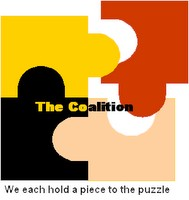 The Coalition
We each hold a piece to the puzzle